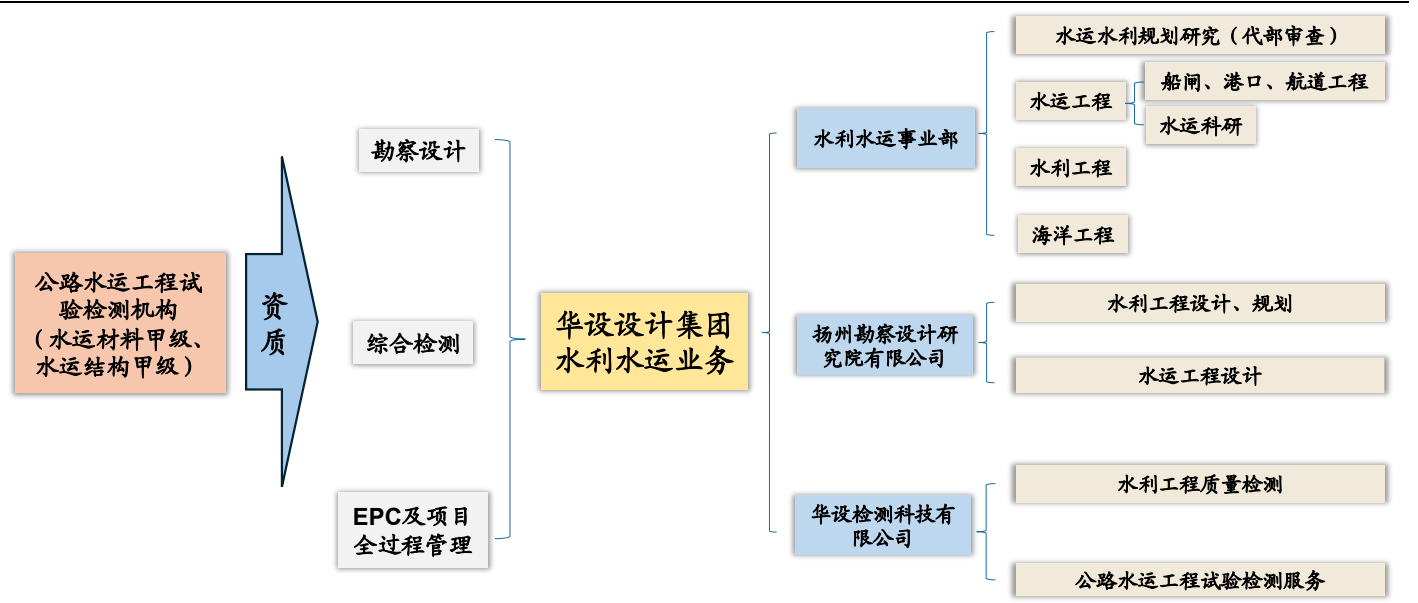 公路水运工程试
验检测机构
（水运材料甲级、
水运结构甲级）
资
质
勘察设计
综合检测
EPC及项目
全过程管理
华设设计集团
水利水运业务
水利水运事业部
水运水利规划研究（代部审查）
水运工程
船闸、港口、航道工程
水运科研
水利工程
海洋工程
扬州勘察设计研
究院有限公司
水利工程设计、规划
水运工程设计
华设检测科技有
限公司
水利工程质量检测
公路水运工程试验检测服务